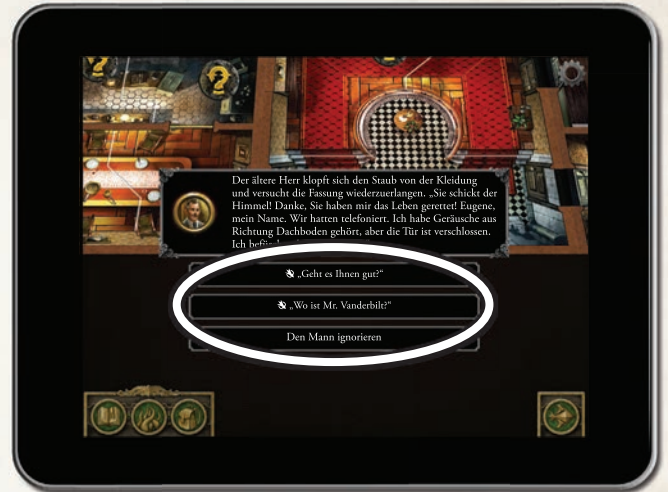 Der ältere Herr klopft sich den Staub von der Kleidung
und versucht die Fassung wiederzuerlangen. „Sie schickt der
Himmel! Danke, Sie haben mir das Leben gerettet! Eugene,
mein Name. Wir hatten telefoniert. Ich habe Geräusche aus
Richtung Dachboden gehört, aber die Tür ist verschlossen.
Ich
„Geht es Ihnen gut?“
„Wo ist Mr. Vanderbilt?“
Den Mann ignorieren